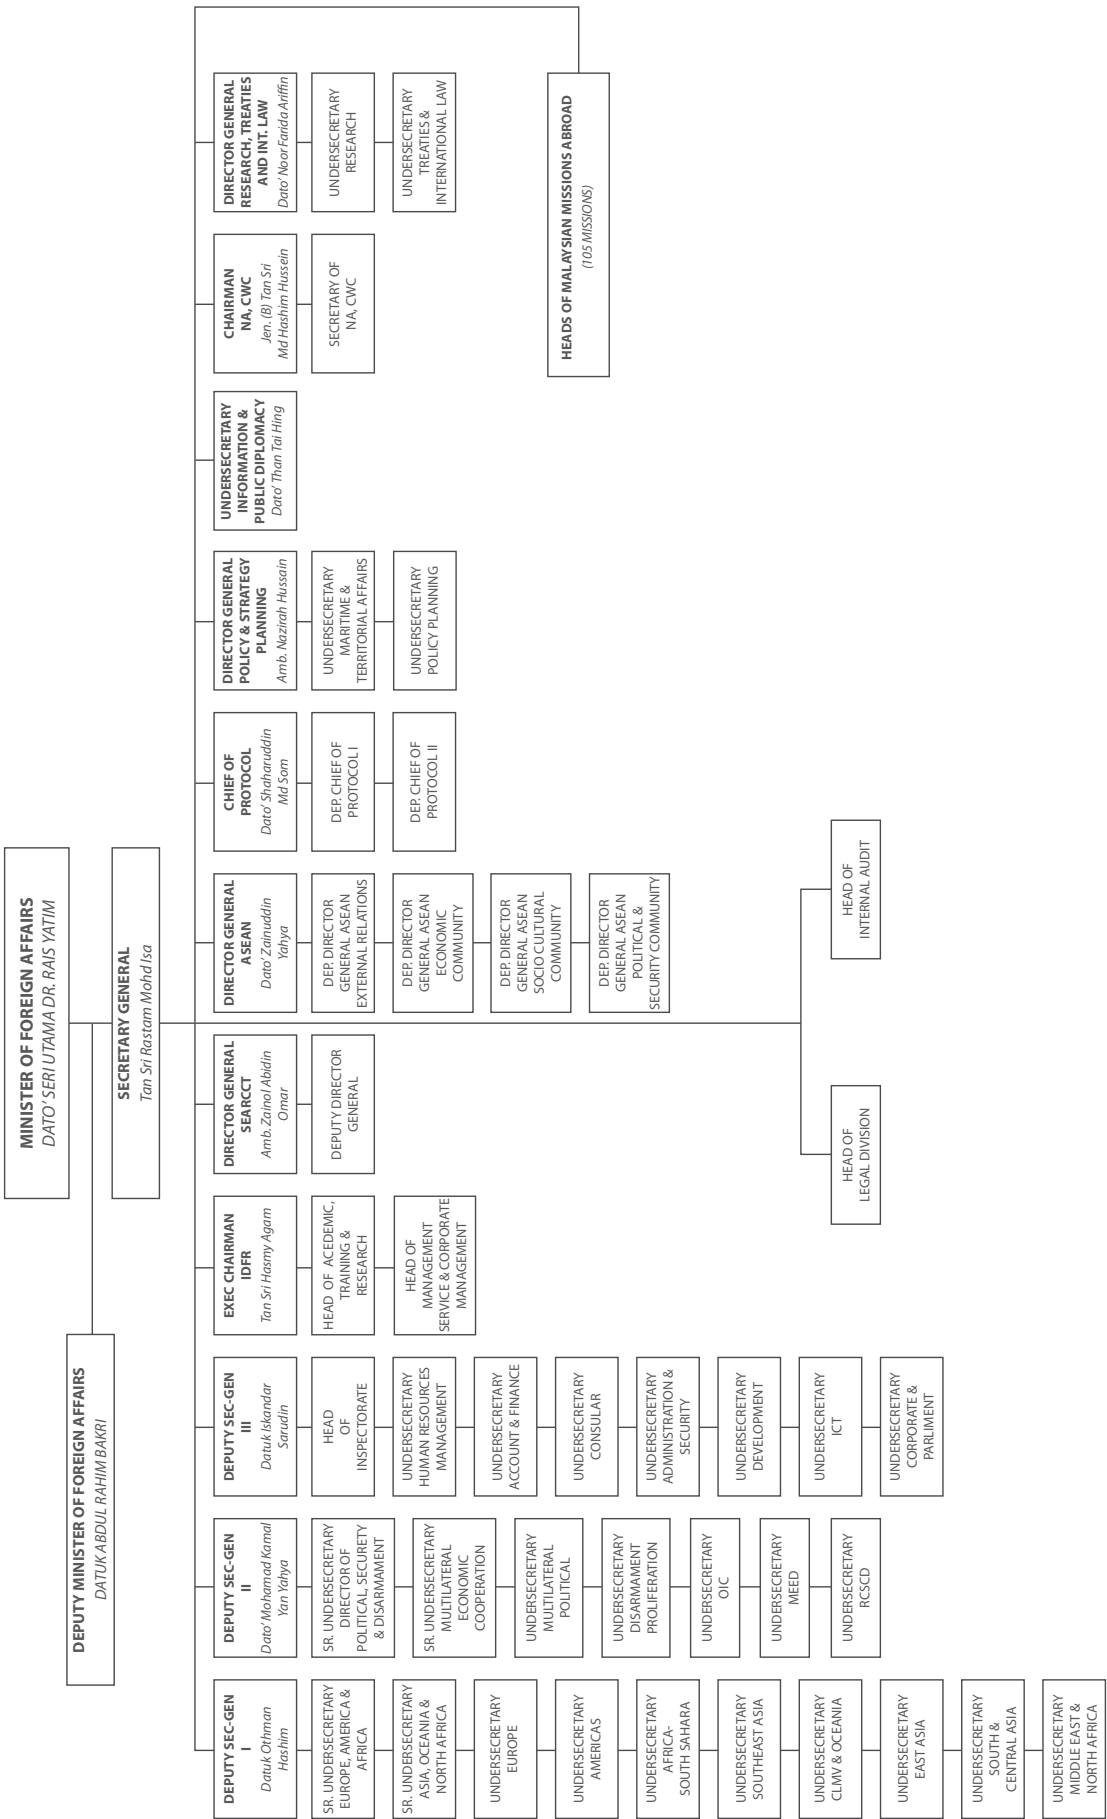 MINISTER OF FOREIGN AFFAIRS
DATO' SERI UTAMA DR. RAIS YATIM
DEPUTY MINISTER OF FOREIGN AFFAIRS
DATUK ABDUL RAHIM BAKRI
SECRETARY GENERAL
Tan Sri Rastam Mohd Isa
DEPUTY SEC-GEN
I
Datuk Othman
Hashim
SR. UNDERSECRETARY
EUROPE, AMERICA &
AFRICA
SR. UNDERSECRETARY
ASIA, OCEANIA &
NORTH AFRICA
UNDERSECRETARY
EUROPE
UNDERSECRETARY
AMERICAS
UNDERSECRETARY
AFRICA-
SOUTH SAHARA
UNDERSECRETARY
SOUTHEAST ASIA
UNDERSECRETARY
CLMV & OCEANIA
UNDERSECRETARY
EAST ASIA
UNDERSECRETARY
SOUTH &
CENTRAL ASIA
UNDERSECRETARY
MIDDLE EAST &
NORTH AFRICA
DEPUTY SEC-GEN
II
Dato' Mohamad Kamal
Yan Yahya
SR. UNDERSECRETARY
DIRECTOR OF
POLITICAL, SECURETY
& DISARMAMENT
SR. UNDERSECRETARY
MULTILATERAL
ECONOMIC
COOPERATION
UNDERSECRETARY
MULTILATERAL
POLITICAL
UNDERSECRETARY
DISARMAMENT
PROLIFERATION
UNDERSECRETARY
OIC
UNDERSECRETARY
MEED
UNDERSECRETARY
RCSCD
DEPUTY SEC-GEN
III
Datuk Iskandar
Sarudin
HEAD
OF
INSPECTORATE
UNDERSECRETARY
HUMAN RESOURCES
MANAGEMENT
UNDERSECRETARY
ACCOUNT & FINANCE
UNDERSECRETARY
CONSULAR
UNDERSECRETARY
ADMINISTRATION &
SECURITY
UNDERSECRETARY
DEVELOPMENT
UNDERSECRETARY
ICT
UNDERSECRETARY
CORPORATE &
PARLIMENT
EXEC CHAIRMAN
IDFR
Tan Sri Hasmy Agam
HEAD OF ACEDEMIC,
TRAINING &
RESEARCH
HEAD OF
MANAGEMENT
SERVICE & CORPORATE
MANAGEMENT
DIRECTOR GENERAL
SEARCCT
Amb. Zainol Abidin
Omar
DEPUTY DIRECTOR
GENERAL
DIRECTOR GENERAL
ASEAN
Dato' Zainuddin
Yahya
DEP. DIRECTOR
GENERAL ASEAN
EXTERNAL RELATIONS
DEP. DIRECTOR
GENERAL ASEAN
ECONOMIC
COMMUNITY
DEP. DIRECTOR
GENERAL ASEAN
SOCIO CULTURAL
COMMUNITY
DEP. DIRECTOR
GENERAL ASEAN
POLITICAL &
SECURITY COMMUNITY
CHIEF OF
PROTOCOL
Dato' Shaharuddin
Md Som
DEP. CHIEF OF
PROTOCOL I
DEP. CHIEF OF
PROTOCOL II
DIRECTOR GENERAL
POLICY & STRATEGY
PLANNING
Amb. Nazirah Hussain
UNDERSECRETARY
MARITIME &
TERRITORIAL AFFAIRS
UNDERSECRETARY
POLICY PLANNING
UNDERSECRETARY
INFORMATION &
PUBLIC DIPLOMACY
Dato' Than Tai Hing
CHAIRMAN
NA, CWC
Jen. (B) Tan Sri
Md Hashim Hussein
SECRETARY OF
NA, CWC
DIRECTOR GENERAL
RESEARCH, TREATIES
AND INT. LAW
Dato' Noor Farida Ariffin
UNDERSECRETARY
RESEARCH
UNDERSECRETARY
TREATIES &
INTERNATIONAL LAW
HEADS OF MALAYSIAN MISSIONS ABROAD
(105 MISSIONS)
HEAD OF
LEGAL DIVISION
HEAD OF
INTERNAL AUDIT